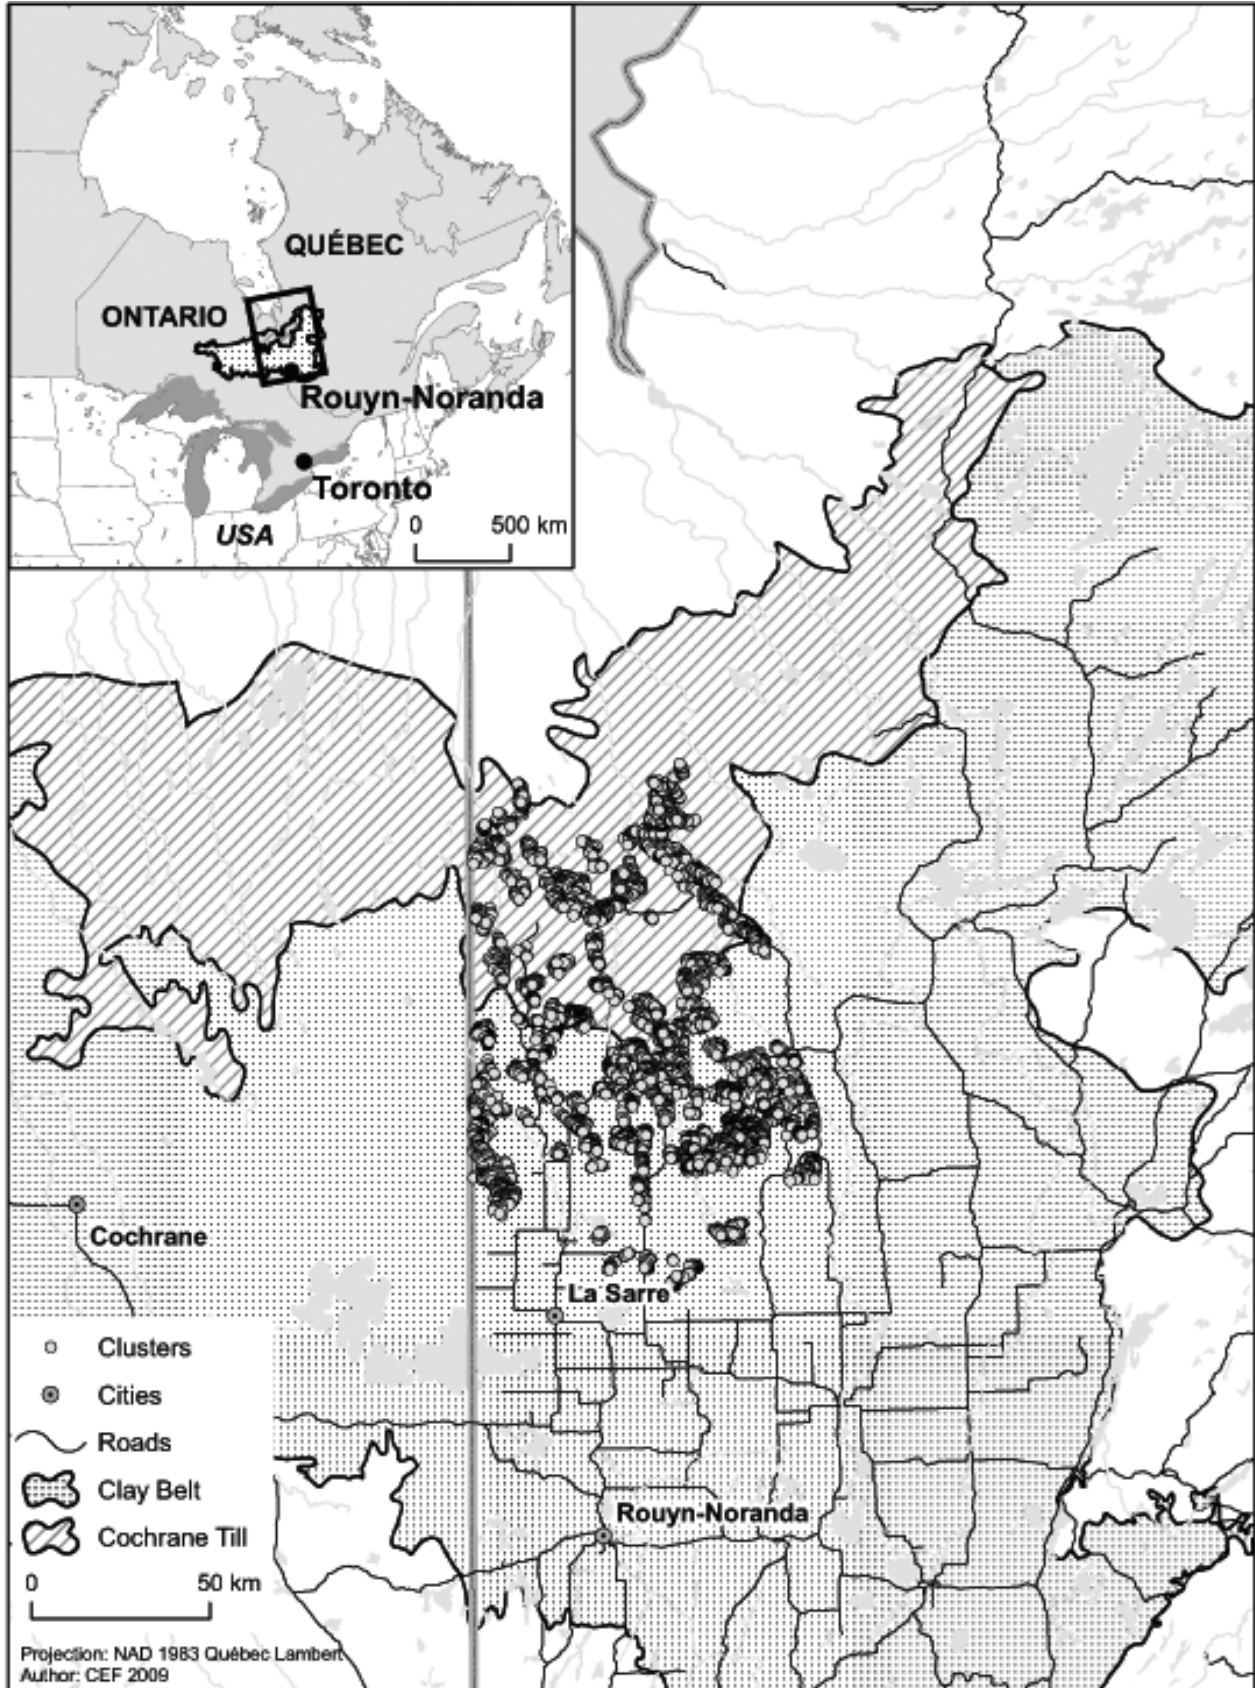 QUÉBEC
ONTARIO
Rouyn-Noranda
Toronto
USA
0 500 km
Cochrane
La Sarre
Rouyn-Noranda
Clusters
Cities
Roads
Clay Belt
Cochrane Till
0 50 km
Projection: NAD 1983 Québec Lambert
Author: CEF 2009